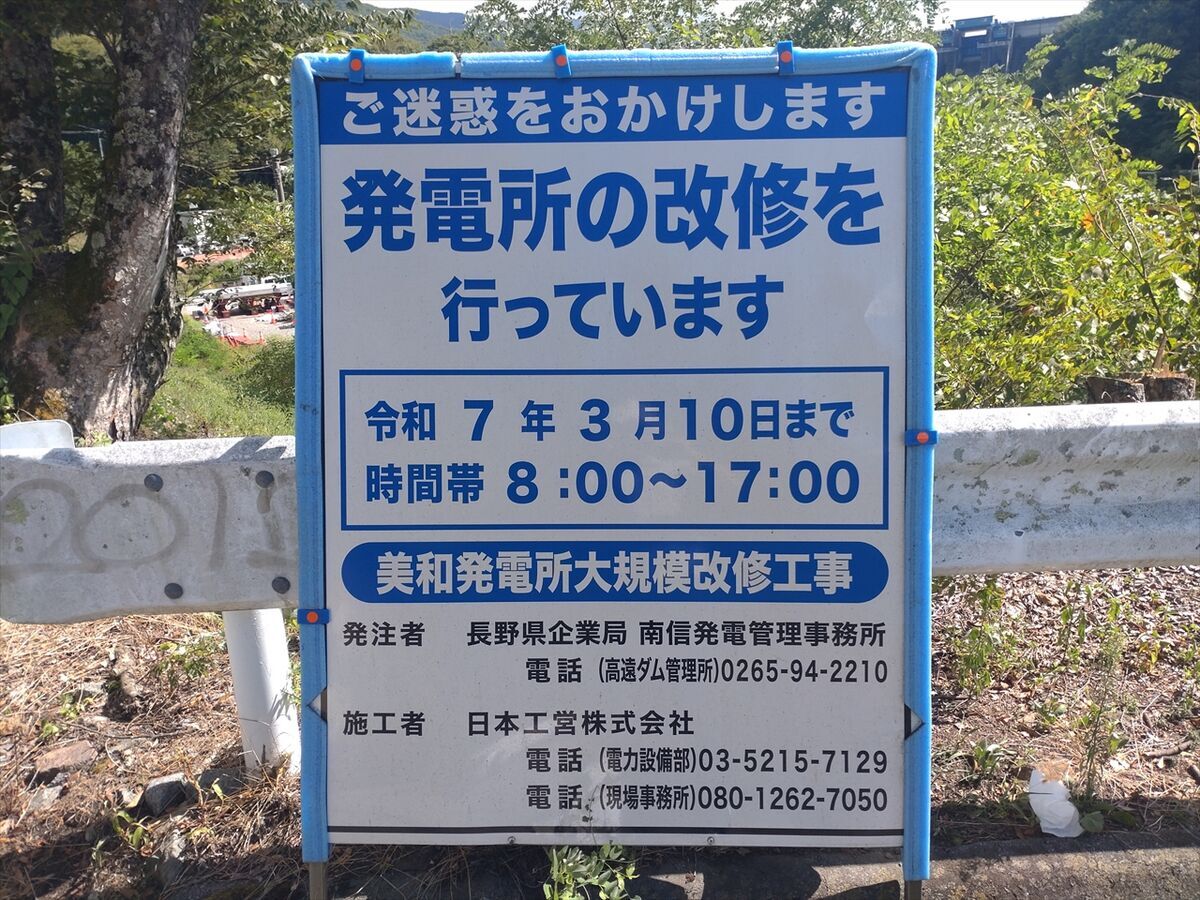 ご迷惑をおかけします
発電所の改修を
行っています
令和 7 年 3 月10日まで
時間帯 8:00~17:00
美和発電所大規模改修工事
発注者 長野県企業局 南信発電管理事務所
電話 (高遠ダム管理所)0265-94-2210
施工者 日本工営株式会社
電話 (電力設備部)03-5215-7129
電話 (現場事務所)080-1262-7050